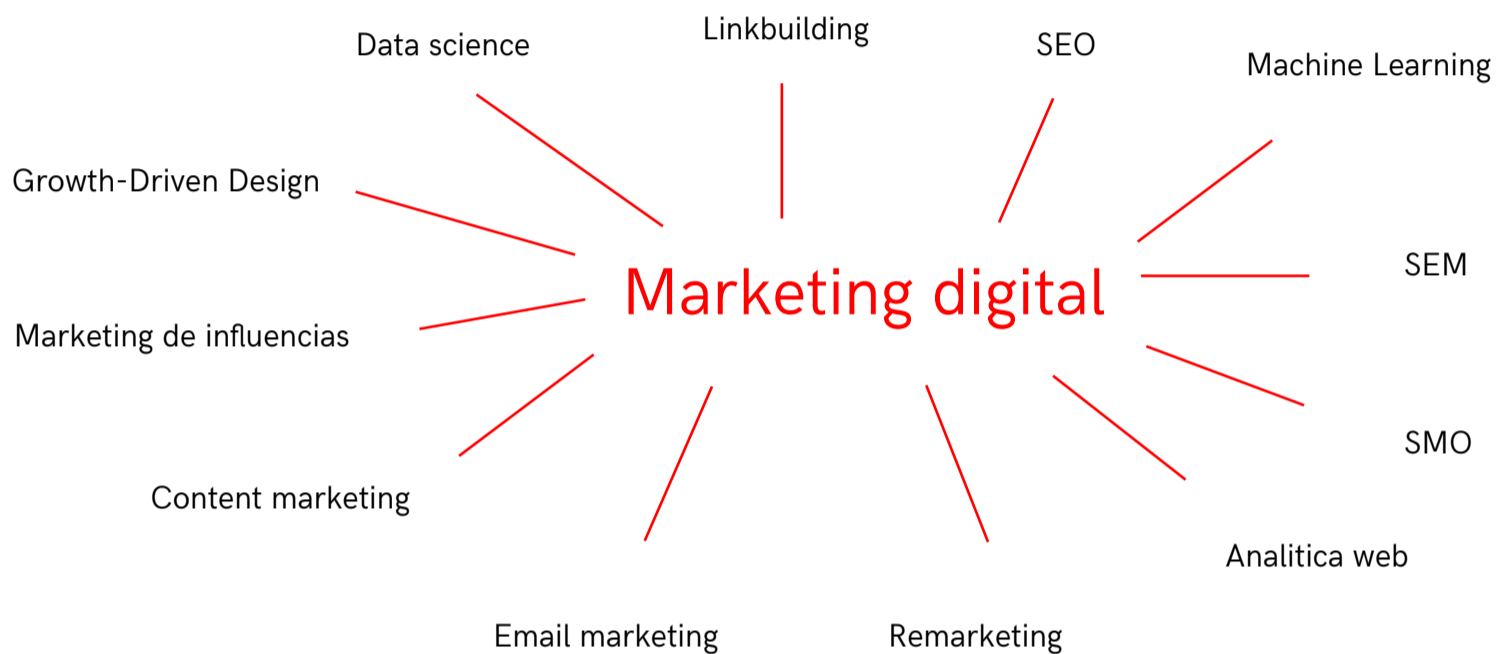 Linkbuilding
Data science
SEO
Machine Learning
Growth-Driven Design
SEM
Marketing digital
Marketing de influencias
SMO
Content marketing
Analitica web
Email marketing
Remarketing